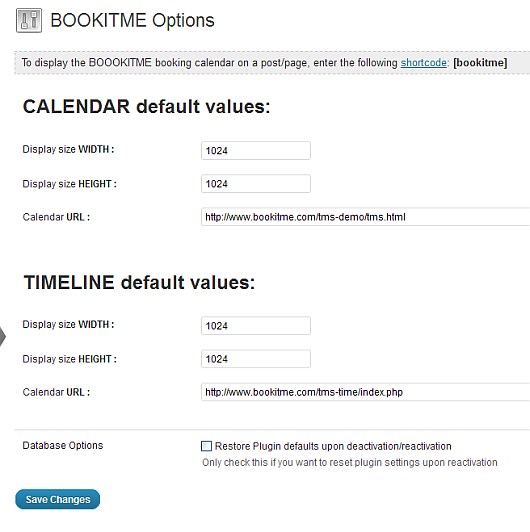 BOOKITME Options
To display the BOOOKITME booking calendar on a post/page, enter the following shortcode: [bookitme]
CALENDAR default values:
Display size WIDTH : 1024
Display size HEIGHT : 1024
Calendar URL : http://www.bookitme.com/tms-demo/tms.html
TIMELINE default values:
Display size WIDTH : 1024
Display size HEIGHT : 1024
Calendar URL : http://www.bookitme.com/tms-time/index.php
Database Options Restore Plugin defaults upon deactivation/reactivation
Only check this if you want to reset plugin settings upon reactivation
Save Changes